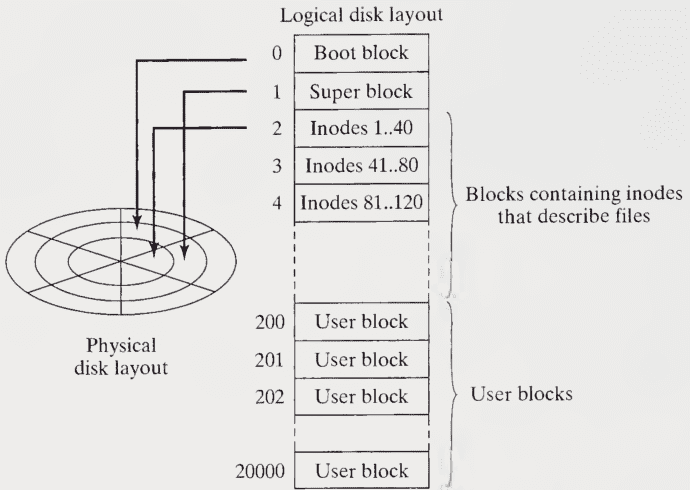 Logical disk layout
0 Boot block
1 Super block
2 Inodes 1..40
3 Inodes 41..80
4 Inodes 81..120
Blocks containing inodes
that describe files
Physical
disk layout
200 User block
201 User block
202 User block
User blocks
20000 User block